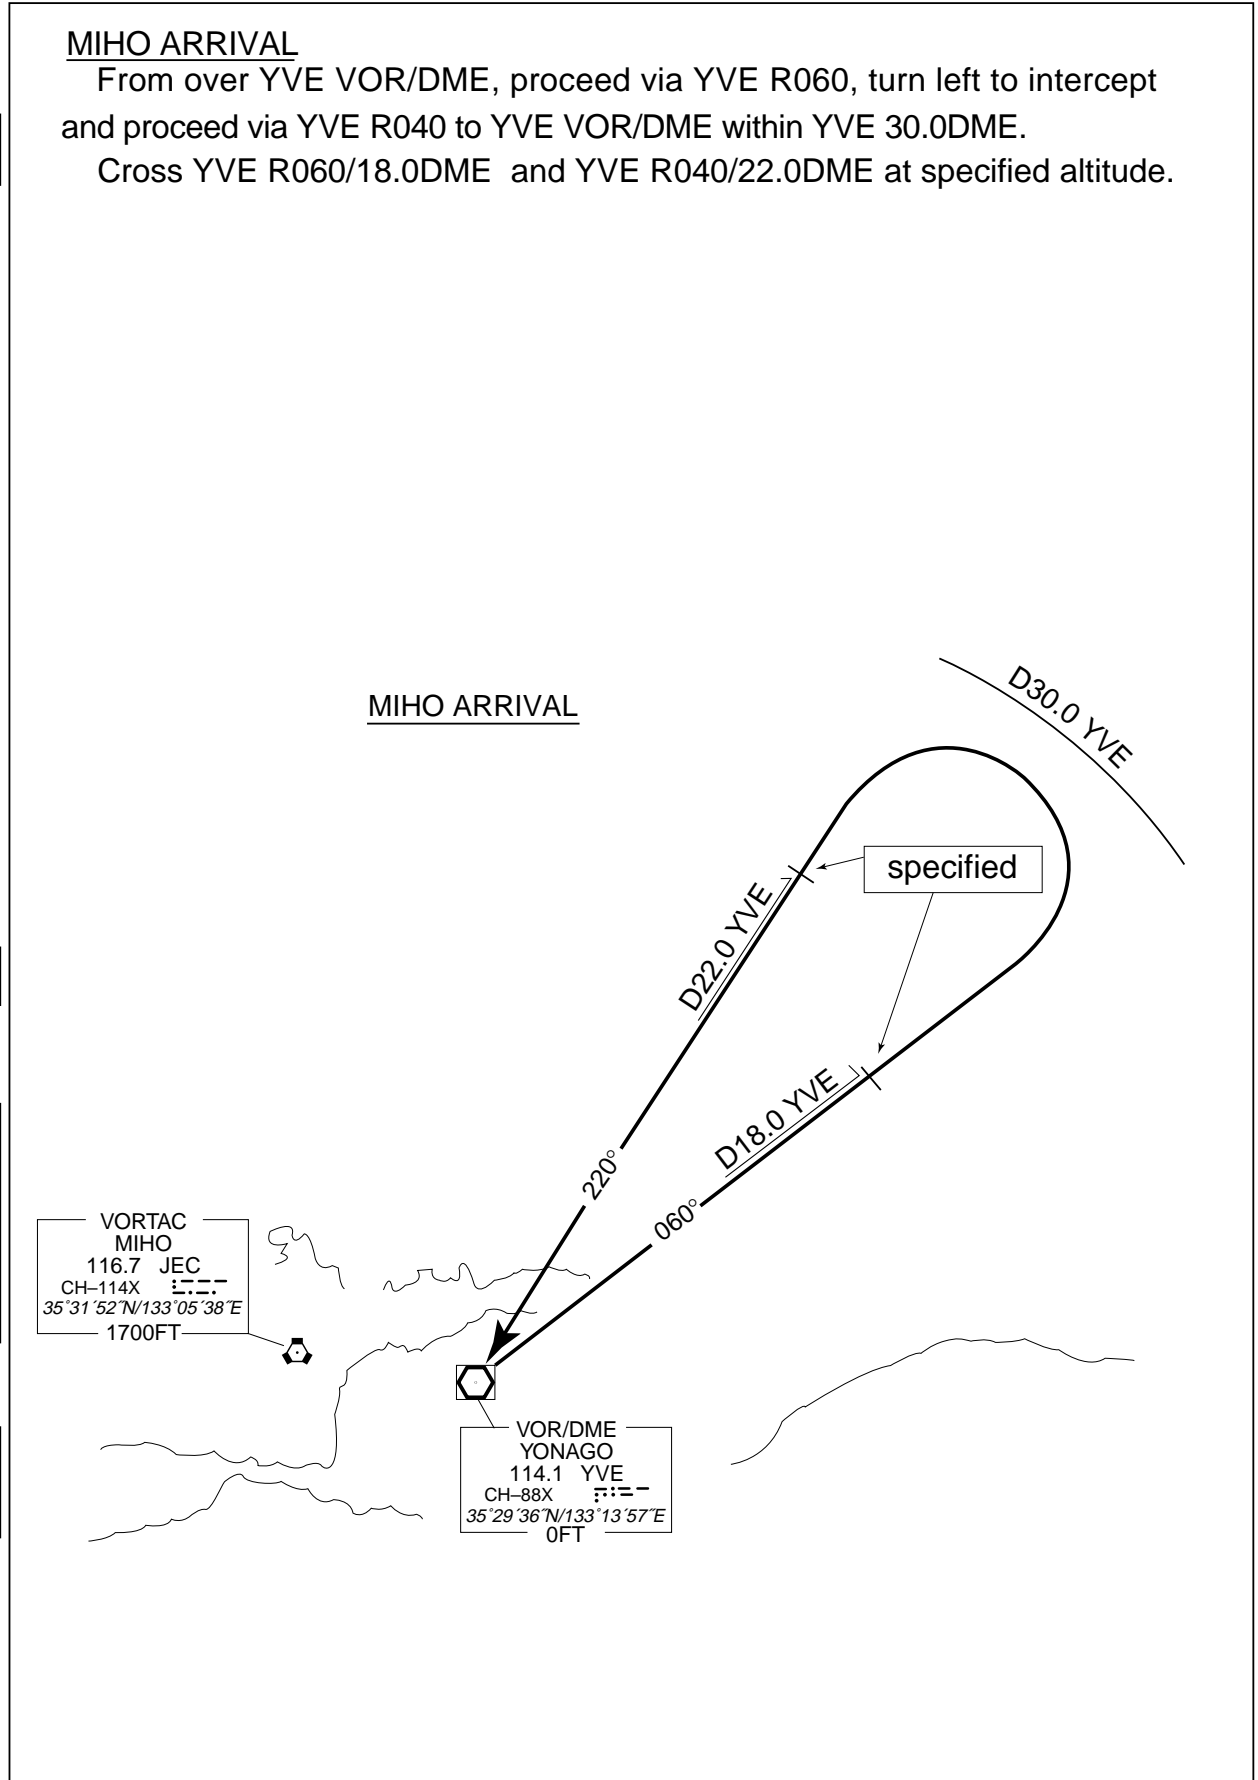 MIHO ARRIVAL
From over YVE VOR/DME, proceed via YVE R060, turn left to intercept
and proceed via YVE R040 to YVE VOR/DME within YVE 30.0DME.
Cross YVE R060/18.0DME and YVE R040/22.0DME at specified altitude.
MIHO ARRIVAL
D30.0 YVE
specified
D22.0 YVE
D18.0 YVE
220°
060°
VORTAC
MIHO
116.7 JEC
CH–114X
35°31´52˝N/133°05´38˝E
1700FT
VOR/DME
YONAGO
114.1 YVE
CH–88X
35°29´36˝N/133°13´57˝E
0FT